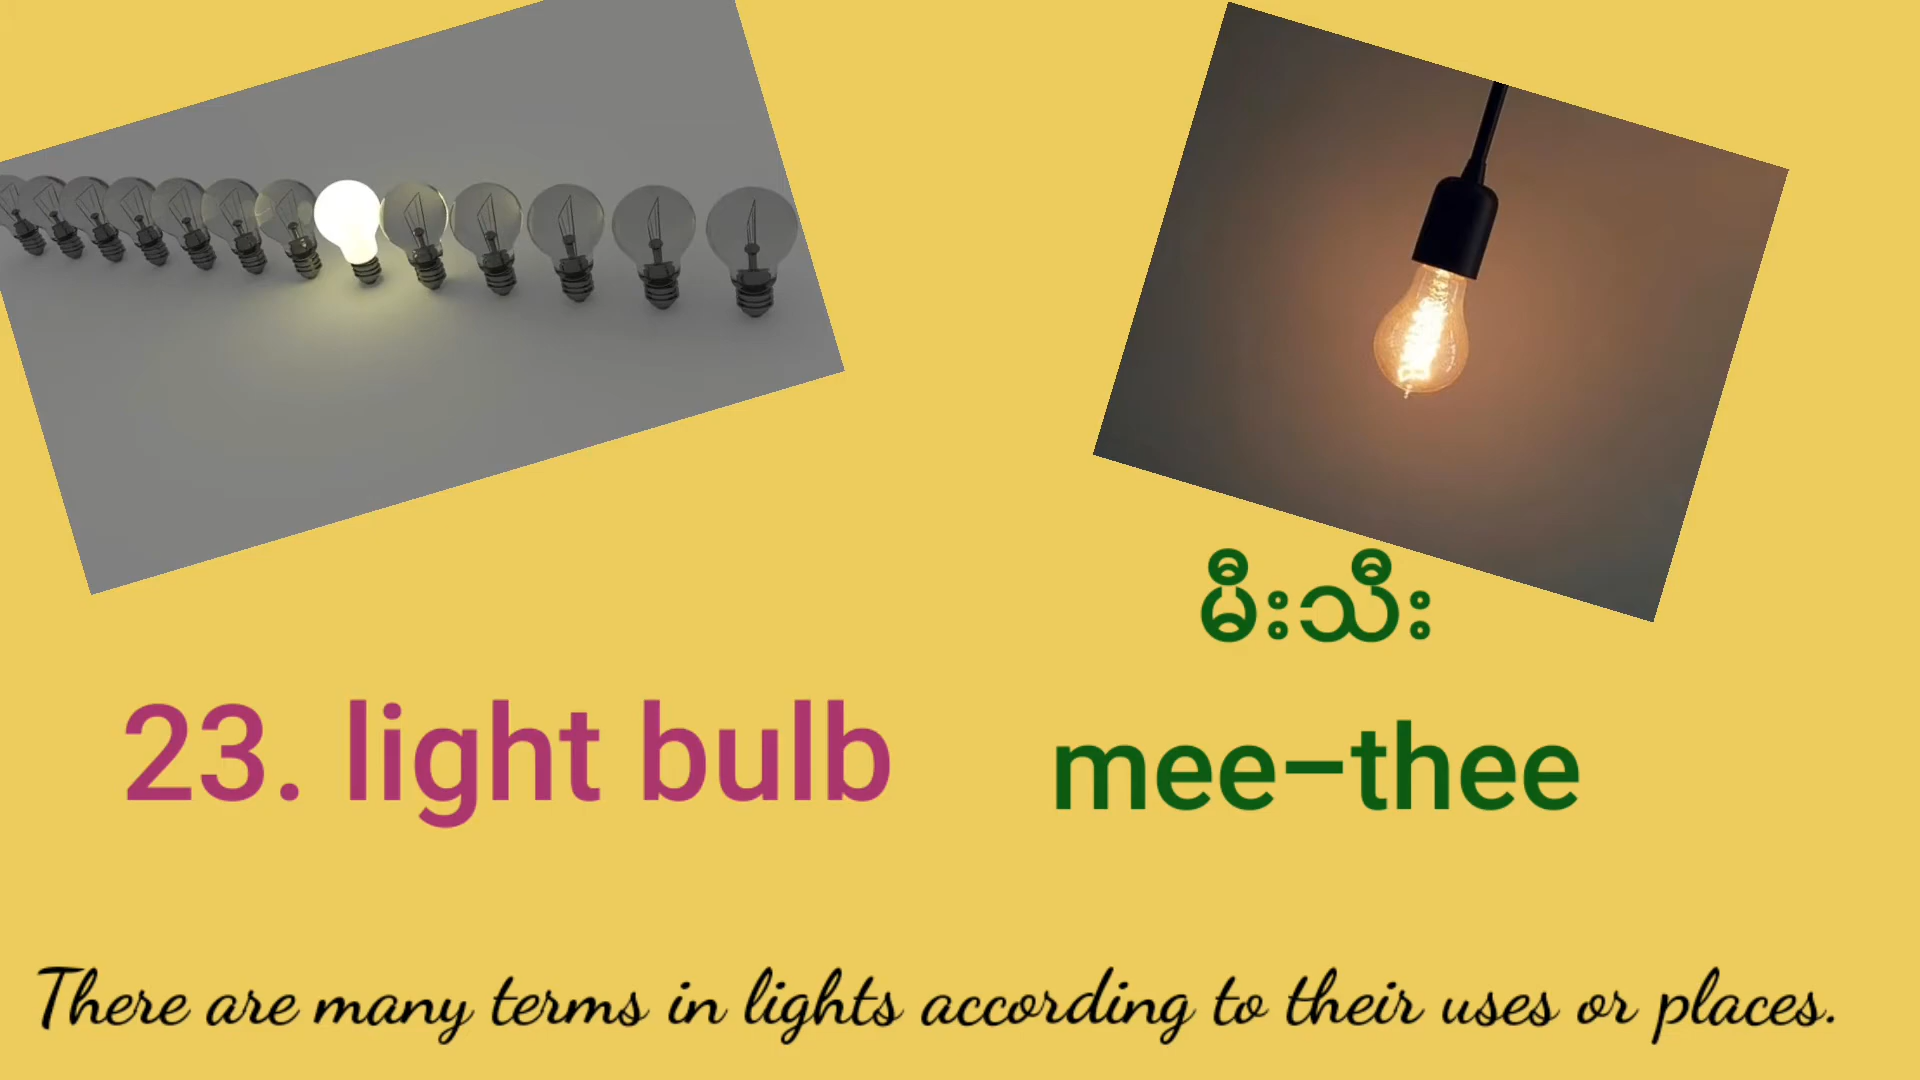 မီးသီး
23. light bulb
mee-thee
There are many terms in lights according to their uses or places.